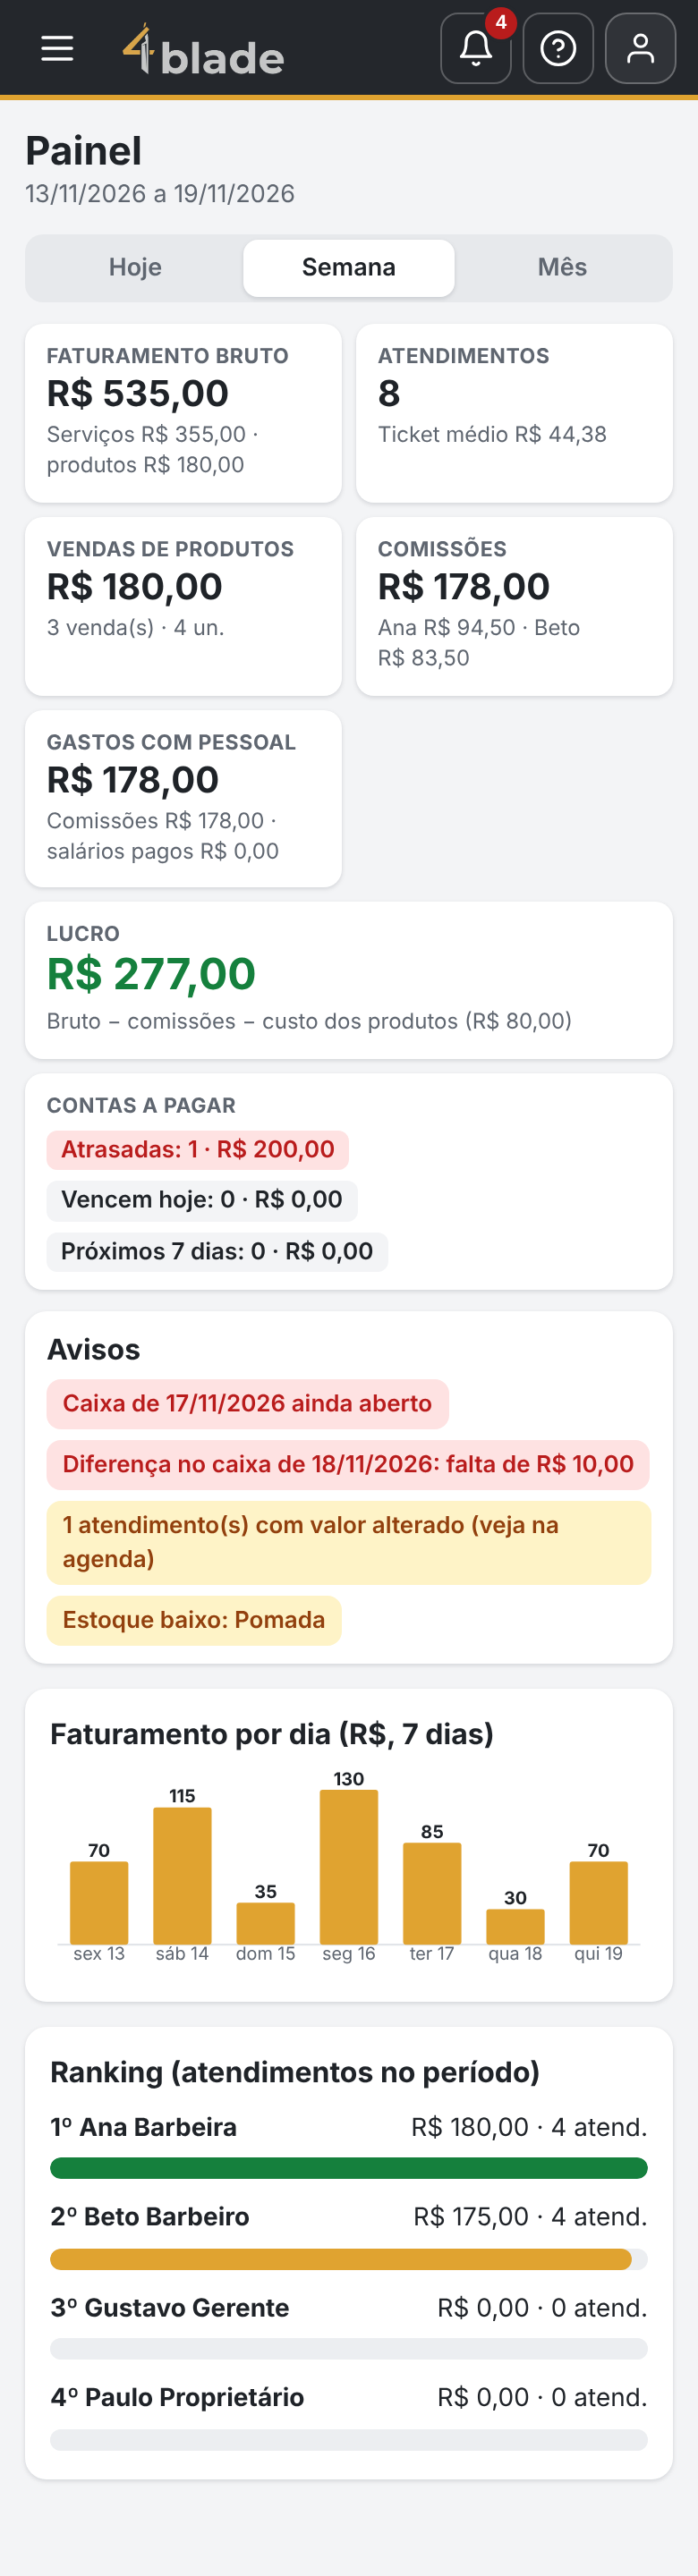 4blade
4
Painel
13/11/2026 a 19/11/2026
Hoje
Semana
Mês
FATURAMENTO BRUTO
R$ 535,00
Serviços R$ 355,00 ·
produtos R$ 180,00
ATENDIMENTOS
8
Ticket médio R$ 44,38
VENDAS DE PRODUTOS
R$ 180,00
3 venda(s) · 4 un.
COMISSÕES
R$ 178,00
Ana R$ 94,50 · Beto
R$ 83,50
GASTOS COM PESSOAL
R$ 178,00
Comissões R$ 178,00 ·
salários pagos R$ 0,00
LUCRO
R$ 277,00
Bruto − comissões − custo dos produtos (R$ 80,00)
CONTAS A PAGAR
Atrasadas: 1 · R$ 200,00
Vencem hoje: 0 · R$ 0,00
Próximos 7 dias: 0 · R$ 0,00
Avisos
Caixa de 17/11/2026 ainda aberto
Diferença no caixa de 18/11/2026: falta de R$ 10,00
1 atendimento(s) com valor alterado (veja na
agenda)
Estoque baixo: Pomada
Faturamento por dia (R$, 7 dias)
70
115
35
130
85
30
70
sex 13
sáb 14
dom 15
seg 16
ter 17
qua 18
qui 19
Ranking (atendimentos no período)
1º Ana Barbeira
R$ 180,00 · 4 atend.
2º Beto Barbeiro
R$ 175,00 · 4 atend.
3º Gustavo Gerente
R$ 0,00 · 0 atend.
4º Paulo Proprietário
R$ 0,00 · 0 atend.